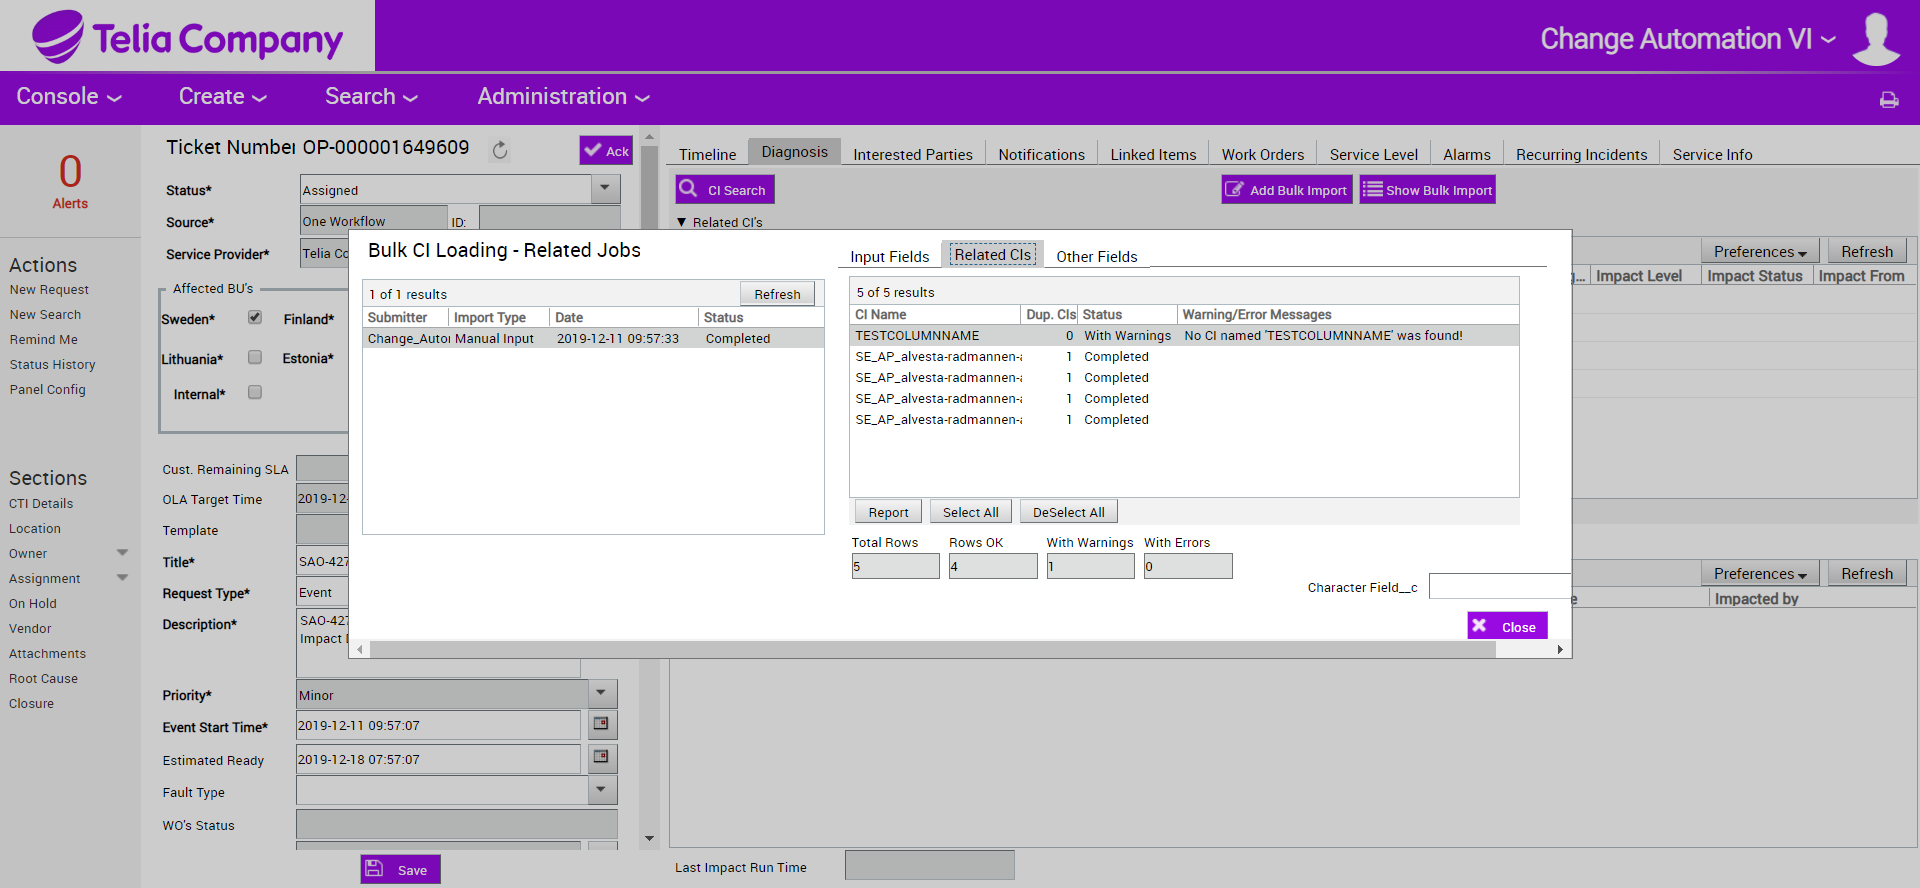 Telia Company
Change Automation VI
Console
Create
Search
Administration
0
Alerts
Actions
New Request
New Search
Remind Me
Status History
Panel Config
Sections
CTI Details
Location
Owner
Assignment
On Hold
Vendor
Attachments
Root Cause
Closure
Ticket Number OP-000001649609
Ack
Status*
Assigned
Source*
One Workflow
ID:
Service Provider*
Telia Co
Affected BU's
Sweden*
Finland*
Lithuania*
Estonia*
Internal*
Cust. Remaining SLA
OLA Target Time
2019-12-
Template
Title*
SAO-427
Request Type*
Event
Description*
SAO-427
Impact
Priority*
Minor
Event Start Time*
2019-12-11 09:57:07
Estimated Ready
2019-12-18 07:57:07
Fault Type
WO's Status
Save
Timeline
Diagnosis
Interested Parties
Notifications
Linked Items
Work Orders
Service Level
Alarms
Recurring Incidents
Service Info
CI Search
Add Bulk Import
Show Bulk Import
▼ Related CI's
Preferences
Refresh
g... Impact Level Impact Status Impact From
Bulk CI Loading - Related Jobs
1 of 1 results
Refresh
Submitter Import Type Date Status
Change_Autor Manual Input 2019-12-11 09:57:33 Completed
Input Fields
Related CIs
Other Fields
5 of 5 results
CI Name Dup. CIs Status Warning/Error Messages
TESTCOLUMNNAME 0 With Warnings No CI named 'TESTCOLUMNNAME' was found!
SE_AP_alvesta-radmannen-a 1 Completed
SE_AP_alvesta-radmannen-a 1 Completed
SE_AP_alvesta-radmannen-a 1 Completed
SE_AP_alvesta-radmannen-a 1 Completed
Report
Select All
DeSelect All
Total Rows Rows OK With Warnings With Errors
5 4 1 0
Character Field__c
Close
Preferences
Refresh
e Impacted by
Last Impact Run Time